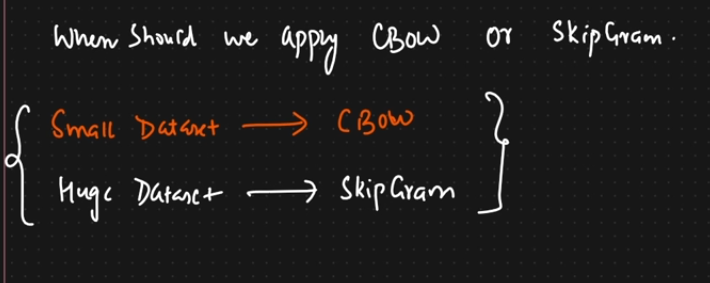 When Should we apply CBOW or SkipGram.
Small Dataset → CBOW
Huge Dataset → SkipGram